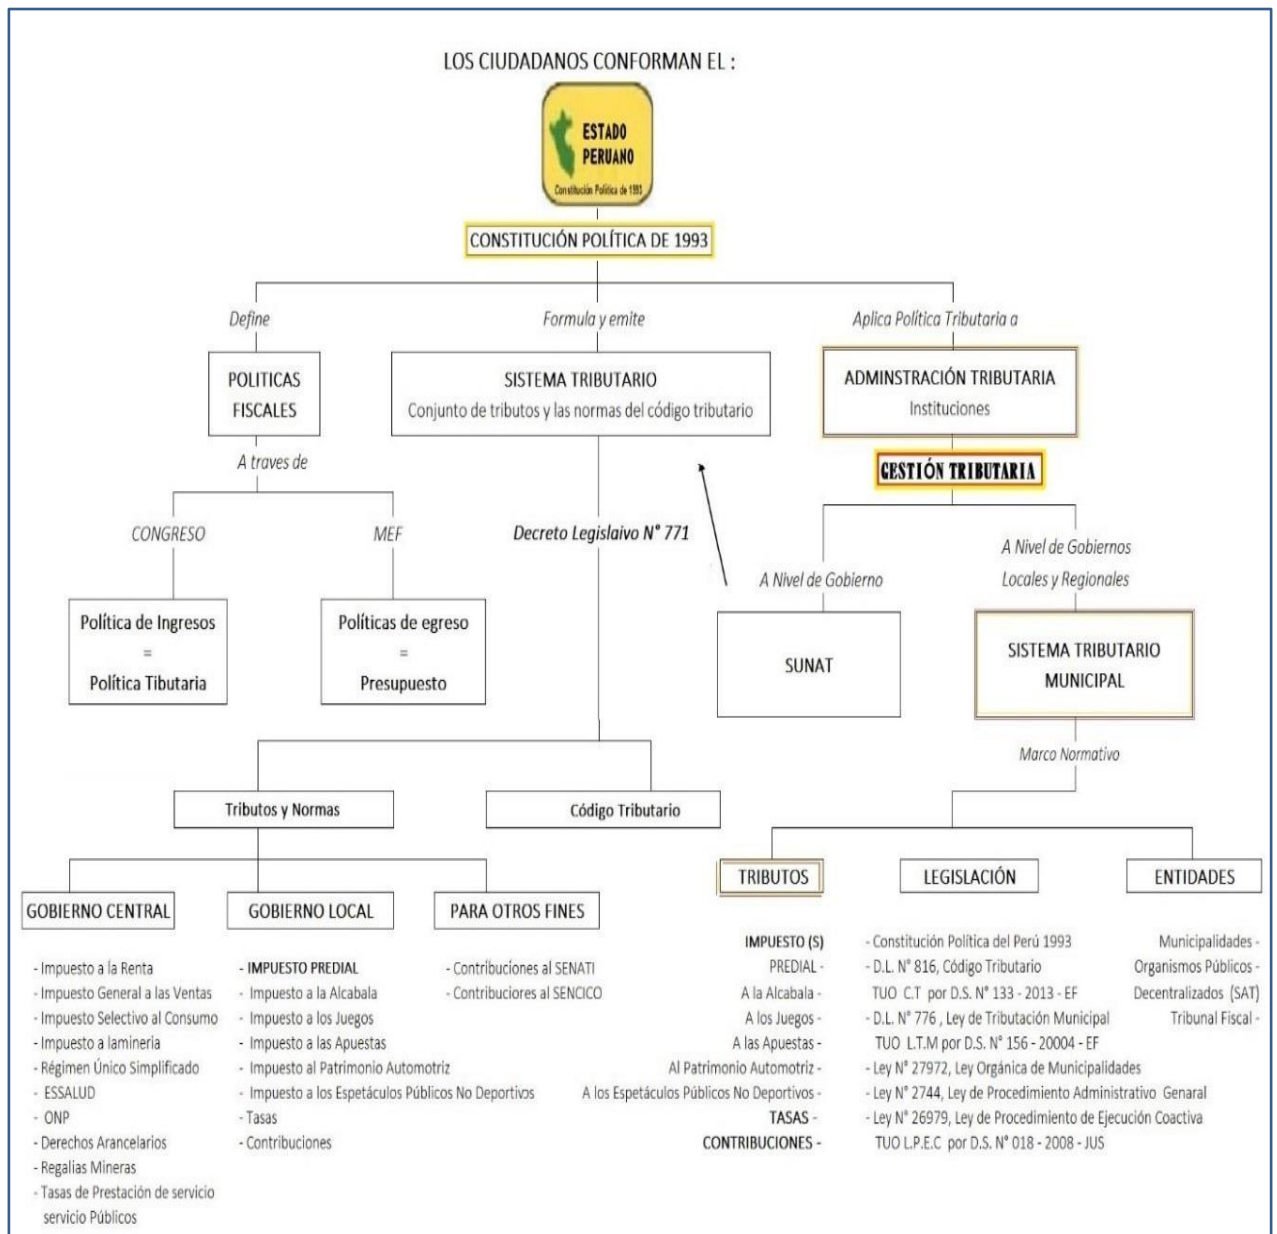 LOS CIUDADANOS CONFORMAN EL :
ESTADO
PERUANO
Constitución Política de 1993
CONSTITUCIÓN POLÍTICA DE 1993
Define
Formula y emite
Aplica Política Tributaria a
POLITICAS
FISCALES
SISTEMA TRIBUTARIO
Conjunto de tributos y las normas del código tributario
ADMINSTRACIÓN TRIBUTARIA
Instituciones
A traves de
GESTIÓN TRIBUTARIA
CONGRESO
MEF
Decreto Legislaivo N° 771
A Nivel de Gobierno
A Nivel de Gobiernos
Locales y Regionales
Política de Ingresos
=
Política Tibutaria
Políticas de egreso
=
Presupuesto
SUNAT
SISTEMA TRIBUTARIO
MUNICIPAL
Marco Normativo
Tributos y Normas
Código Tributario
TRIBUTOS
LEGISLACIÓN
ENTIDADES
GOBIERNO CENTRAL
GOBIERNO LOCAL
PARA OTROS FINES
- Impuesto a la Renta
- Impuesto General a las Ventas
- Impuesto Selectivo al Consumo
- Impuesto a lamineria
- Régimen Único Simplificado
- ESSALUD
- ONP
- Derechos Arancelarios
- Regalias Mineras
- Tasas de Prestación de servicio
servicio Públicos
- IMPUESTO PREDIAL
- Impuesto a la Alcabala
- Impuesto a los Juegos
- Impuesto a las Apuestas
- Impuesto al Patrimonio Automotriz
- Impuesto a los Espetáculos Públicos No Deportivos
- Tasas
- Contribuciones
- Contribuciones al SENATI
- Contribuciores al SENCICO
IMPUESTO (S)
PREDIAL -
A la Alcabala -
A los Juegos -
A las Apuestas -
Al Patrimonio Automotriz -
A los Espetáculos Públicos No Deportivos -
TASAS -
CONTRIBUCIONES -
- Constitución Política del Perú 1993
- D.L. N° 816, Código Tributario
TUO C.T por D.S. N° 133 - 2013 - EF
- D.L. N° 776 , Ley de Tributación Municipal
TUO L.T.M por D.S. N° 156 - 20004 - EF
- Ley N° 27972, Ley Orgánica de Municipalidades
- Ley N° 2744, Ley de Procedimiento Administrativo Genaral
- Ley N° 26979, Ley de Procedimiento de Ejecución Coactiva
TUO L.P.E.C por D.S. N° 018 - 2008 - JUS
Municipalidades -
Organismos Públicos -
Decentralizados (SAT)
Tribunal Fiscal -